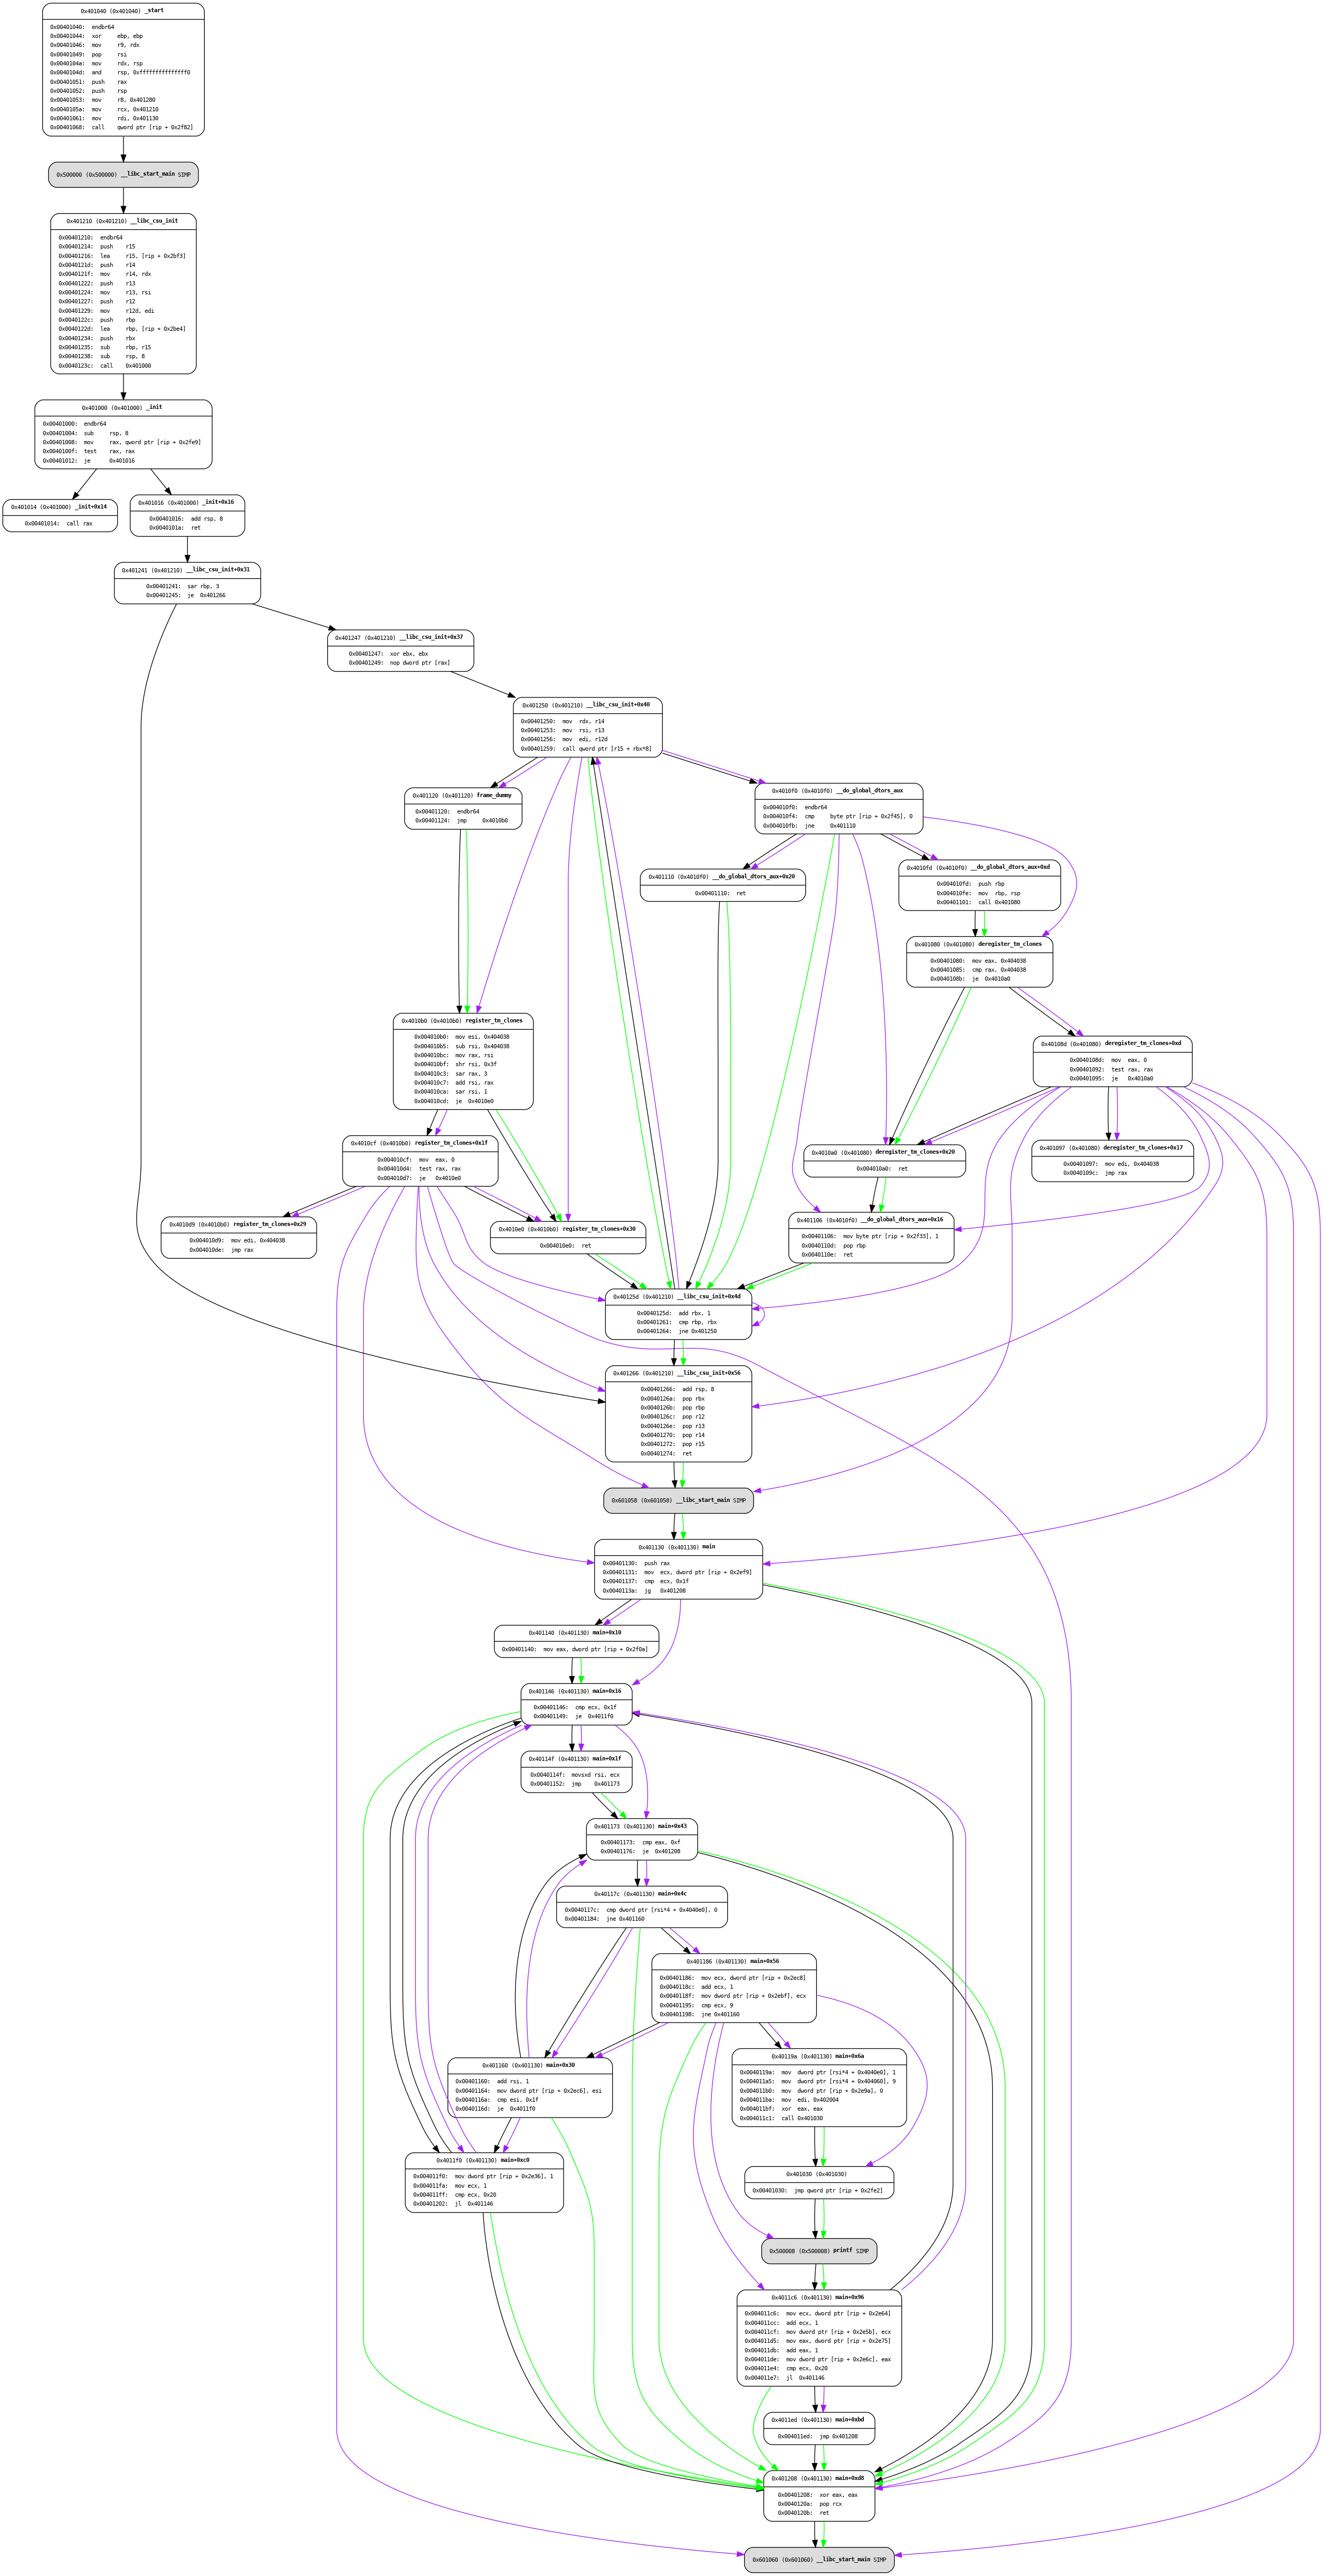 0x401040 (0x401040) _start
0x00401040: endbr64
0x00401044: xor ebp, ebp
0x00401046: mov r9, rdx
0x00401049: pop rsi
0x0040104a: mov rdx, rsp
0x0040104d: and rsp, 0xfffffffffffffff0
0x00401051: push rax
0x00401052: push rsp
0x00401053: mov r8, 0x401280
0x0040105a: mov rcx, 0x401210
0x00401061: mov rdi, 0x401130
0x00401068: call qword ptr [rip + 0x2f82]
0x500000 (0x500000) __libc_start_main SIMP
0x401210 (0x401210) __libc_csu_init
0x00401210: endbr64
0x00401214: push r15
0x00401216: lea r15, [rip + 0x2bf3]
0x0040121d: push r14
0x0040121f: mov r14, rdx
0x00401222: push r13
0x00401224: mov r13, rsi
0x00401227: push r12
0x00401229: mov r12d, edi
0x0040122c: push rbp
0x0040122d: lea rbp, [rip + 0x2be4]
0x00401234: push rbx
0x00401235: sub rbp, r15
0x00401238: sub rsp, 8
0x0040123c: call 0x401000
0x401000 (0x401000) _init
0x00401000: endbr64
0x00401004: sub rsp, 8
0x00401008: mov rax, qword ptr [rip + 0x2fe9]
0x0040100f: test rax, rax
0x00401012: je 0x401016
0x401014 (0x401000) _init+0x14
0x00401014: call rax
0x401016 (0x401000) _init+0x16
0x00401016: add rsp, 8
0x0040101a: ret
0x401241 (0x401210) __libc_csu_init+0x31
0x00401241: sar rbp, 3
0x00401245: je 0x401266
0x401247 (0x401210) __libc_csu_init+0x37
0x00401247: xor ebx, ebx
0x00401249: nop dword ptr [rax]
0x401250 (0x401210) __libc_csu_init+0x40
0x00401250: mov rdx, r14
0x00401253: mov rsi, r13
0x00401256: mov edi, r12d
0x00401259: call qword ptr [r15 + rbx*8]
0x401120 (0x401120) frame_dummy
0x00401120: endbr64
0x00401124: jmp 0x4010b0
0x4010f0 (0x4010f0) __do_global_dtors_aux
0x004010f0: endbr64
0x004010f4: cmp byte ptr [rip + 0x2f45], 0
0x004010fb: jne 0x401110
0x401110 (0x4010f0) __do_global_dtors_aux+0x20
0x00401110: ret
0x4010fd (0x4010f0) __do_global_dtors_aux+0xd
0x004010fd: push rbp
0x004010fe: mov rbp, rsp
0x00401101: call 0x401080
0x401080 (0x401080) deregister_tm_clones
0x00401080: mov eax, 0x404038
0x00401085: cmp rax, 0x404038
0x0040108b: je 0x4010a0
0x4010b0 (0x4010b0) register_tm_clones
0x004010b0: mov esi, 0x404038
0x004010b5: sub rsi, 0x404038
0x004010bc: mov rax, rsi
0x004010bf: shr rsi, 0x3f
0x004010c3: sar rax, 3
0x004010c7: add rsi, rax
0x004010ca: sar rsi, 1
0x004010cd: je 0x4010e0
0x40108d (0x401080) deregister_tm_clones+0xd
0x0040108d: mov eax, 0
0x00401092: test rax, rax
0x00401095: je 0x4010a0
0x4010cf (0x4010b0) register_tm_clones+0x1f
0x004010cf: mov eax, 0
0x004010d4: test rax, rax
0x004010d7: je 0x4010e0
0x4010a0 (0x401080) deregister_tm_clones+0x20
0x004010a0: ret
0x401097 (0x401080) deregister_tm_clones+0x17
0x00401097: mov edi, 0x404038
0x0040109c: jmp rax
0x4010d9 (0x4010b0) register_tm_clones+0x29
0x004010d9: mov edi, 0x404038
0x004010de: jmp rax
0x4010e0 (0x4010b0) register_tm_clones+0x30
0x004010e0: ret
0x401106 (0x4010f0) __do_global_dtors_aux+0x16
0x00401106: mov byte ptr [rip + 0x2f33], 1
0x0040110d: pop rbp
0x0040110e: ret
0x40125d (0x401210) __libc_csu_init+0x4d
0x0040125d: add rbx, 1
0x00401261: cmp rbp, rbx
0x00401264: jne 0x401250
0x401266 (0x401210) __libc_csu_init+0x56
0x00401266: add rsp, 8
0x0040126a: pop rbx
0x0040126b: pop rbp
0x0040126c: pop r12
0x0040126e: pop r13
0x00401270: pop r14
0x00401272: pop r15
0x00401274: ret
0x601058 (0x601058) __libc_start_main SIMP
0x401130 (0x401130) main
0x00401130: push rax
0x00401131: mov ecx, dword ptr [rip + 0x2ef9]
0x00401137: cmp ecx, 0x1f
0x0040113a: jg 0x401208
0x401140 (0x401130) main+0x10
0x00401140: mov eax, dword ptr [rip + 0x2f0a]
0x401146 (0x401130) main+0x16
0x00401146: cmp ecx, 0x1f
0x00401149: je 0x4011f0
0x40114f (0x401130) main+0x1f
0x0040114f: movsxd rsi, ecx
0x00401152: jmp 0x401173
0x401173 (0x401130) main+0x43
0x00401173: cmp eax, 0xf
0x00401176: je 0x401208
0x40117c (0x401130) main+0x4c
0x0040117c: cmp dword ptr [rsi*4 + 0x4040e0], 0
0x00401184: jne 0x401160
0x401186 (0x401130) main+0x56
0x00401186: mov ecx, dword ptr [rip + 0x2ec8]
0x0040118c: add ecx, 1
0x0040118f: mov dword ptr [rip + 0x2ebf], ecx
0x00401195: cmp ecx, 9
0x00401198: jne 0x401160
0x401160 (0x401130) main+0x30
0x00401160: add rsi, 1
0x00401164: mov dword ptr [rip + 0x2ec6], esi
0x0040116a: cmp esi, 0x1f
0x0040116d: je 0x4011f0
0x40119a (0x401130) main+0x6a
0x0040119a: mov dword ptr [rsi*4 + 0x4040e0], 1
0x004011a5: mov dword ptr [rsi*4 + 0x404060], 9
0x004011b0: mov dword ptr [rip + 0x2e9a], 0
0x004011ba: mov edi, 0x402004
0x004011bf: xor eax, eax
0x004011c1: call 0x401030
0x4011f0 (0x401130) main+0xc0
0x004011f0: mov dword ptr [rip + 0x2e36], 1
0x004011fa: mov ecx, 1
0x004011ff: cmp ecx, 0x20
0x00401202: jl 0x401146
0x401030 (0x401030)
0x00401030: jmp qword ptr [rip + 0x2fe2]
0x500008 (0x500008) printf SIMP
0x4011c6 (0x401130) main+0x96
0x004011c6: mov ecx, dword ptr [rip + 0x2e64]
0x004011cc: add ecx, 1
0x004011cf: mov dword ptr [rip + 0x2e5b], ecx
0x004011d5: mov eax, dword ptr [rip + 0x2e75]
0x004011db: add eax, 1
0x004011de: mov dword ptr [rip + 0x2e6c], eax
0x004011e4: cmp ecx, 0x20
0x004011e7: jl 0x401146
0x4011ed (0x401130) main+0xbd
0x004011ed: jmp 0x401208
0x401208 (0x401130) main+0xd8
0x00401208: xor eax, eax
0x0040120a: pop rcx
0x0040120b: ret
0x601060 (0x601060) __libc_start_main SIMP